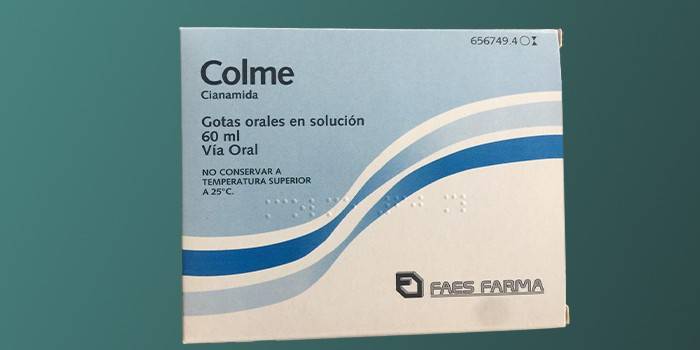 656749.4
Colme
Cianamida
Gotas orales en solución
60 ml
Vía Oral
NO CONSERVAR A
TEMPERATURA SUPERIOR
A 25°C.
FAES FARMA